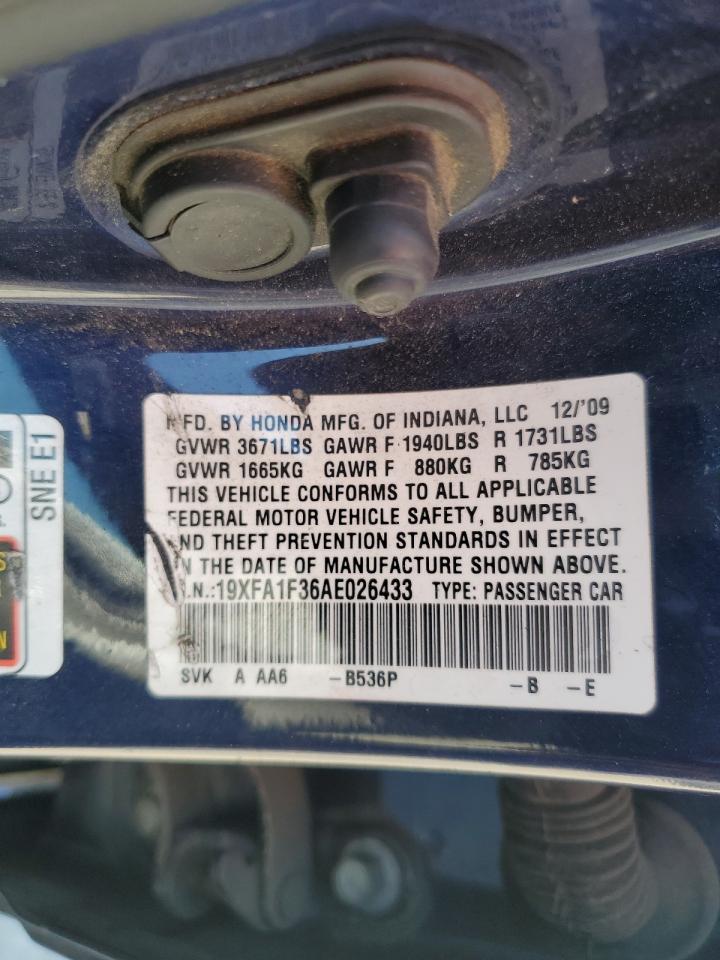 MFD. BY HONDA MFG. OF INDIANA, LLC 12/'09
GVWR 3671LBS GAWR F 1940LBS R 1731LBS
GVWR 1665KG GAWR F 880KG R 785KG
THIS VEHICLE CONFORMS TO ALL APPLICABLE
FEDERAL MOTOR VEHICLE SAFETY, BUMPER,
AND THEFT PREVENTION STANDARDS IN EFFECT
ON THE DATE OF MANUFACTURE SHOWN ABOVE.
V.I.N.:19XFA1F36AE026433 TYPE: PASSENGER CAR
SVK A AA6 -B536P -B -E
SNE E1